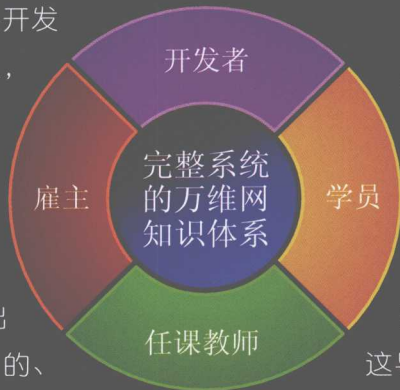 开发
，
开发者
雇主
完整系统
的万维网
知识体系
学员
任课教师
的、